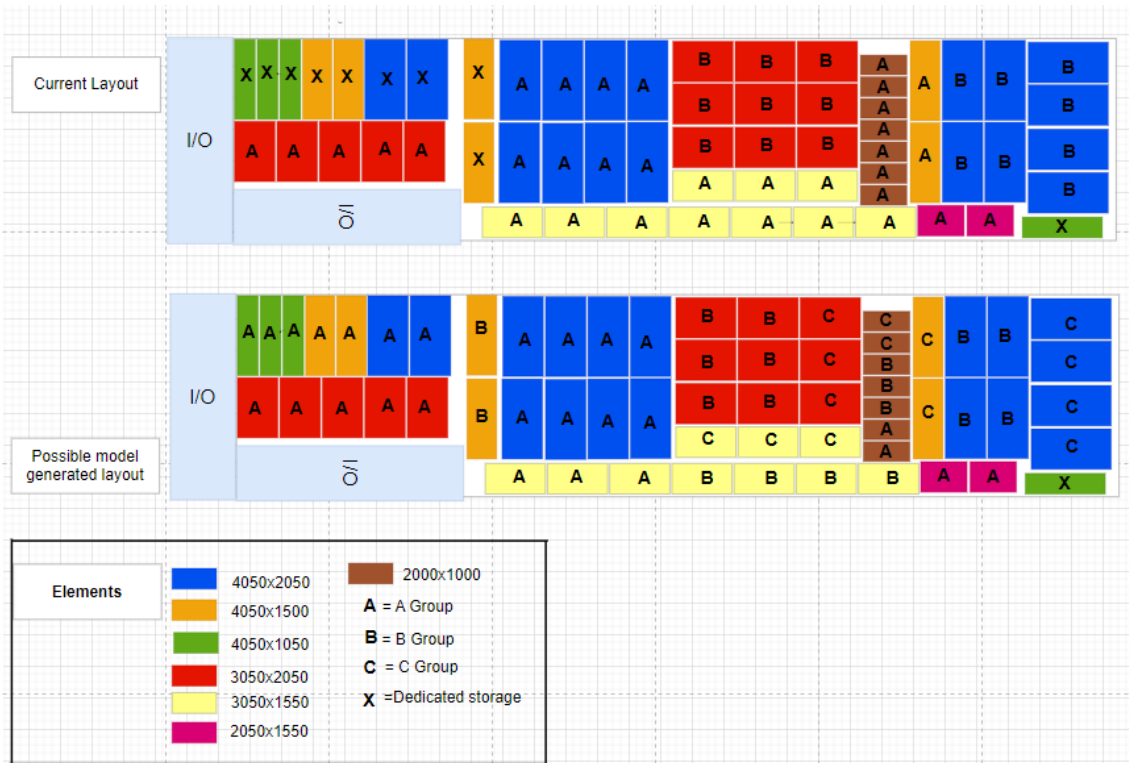 Current Layout
I/O
X X X X X X X X A A A A B B B A A B B B
A
B B B A B
A
A A A A A X A A A A B B B A A B B B
A
A A A A B
I/O
A A A A A A A A A X
Possible model
generated layout
I/O
A A A A A A A B A A A A B B C C C B B C
C
B B C B C
B
A A A A A B A A A A B B C B C B B C
A
C C C A C
I/O
A A A B B B B A A X
Elements
4050x2050
4050x1500
4050x1050
3050x2050
3050x1550
2050x1550
2000x1000
A = A Group
B = B Group
C = C Group
X =Dedicated storage